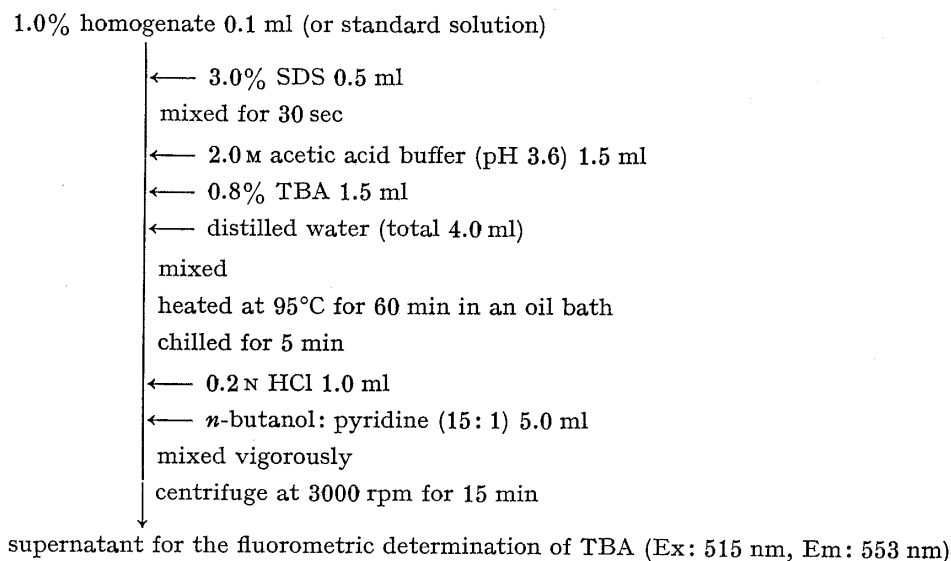 1.0% homogenate 0.1 ml (or standard solution)
3.0% SDS 0.5 ml
mixed for 30 sec
2.0 M acetic acid buffer (pH 3.6) 1.5 ml
0.8% TBA 1.5 ml
distilled water (total 4.0 ml)
mixed
heated at 95°C for 60 min in an oil bath
chilled for 5 min
0.2 N HCl 1.0 ml
n-butanol: pyridine (15: 1) 5.0 ml
mixed vigorously
centrifuge at 3000 rpm for 15 min
supernatant for the fluorometric determination of TBA (Ex: 515 nm, Em: 553 nm)